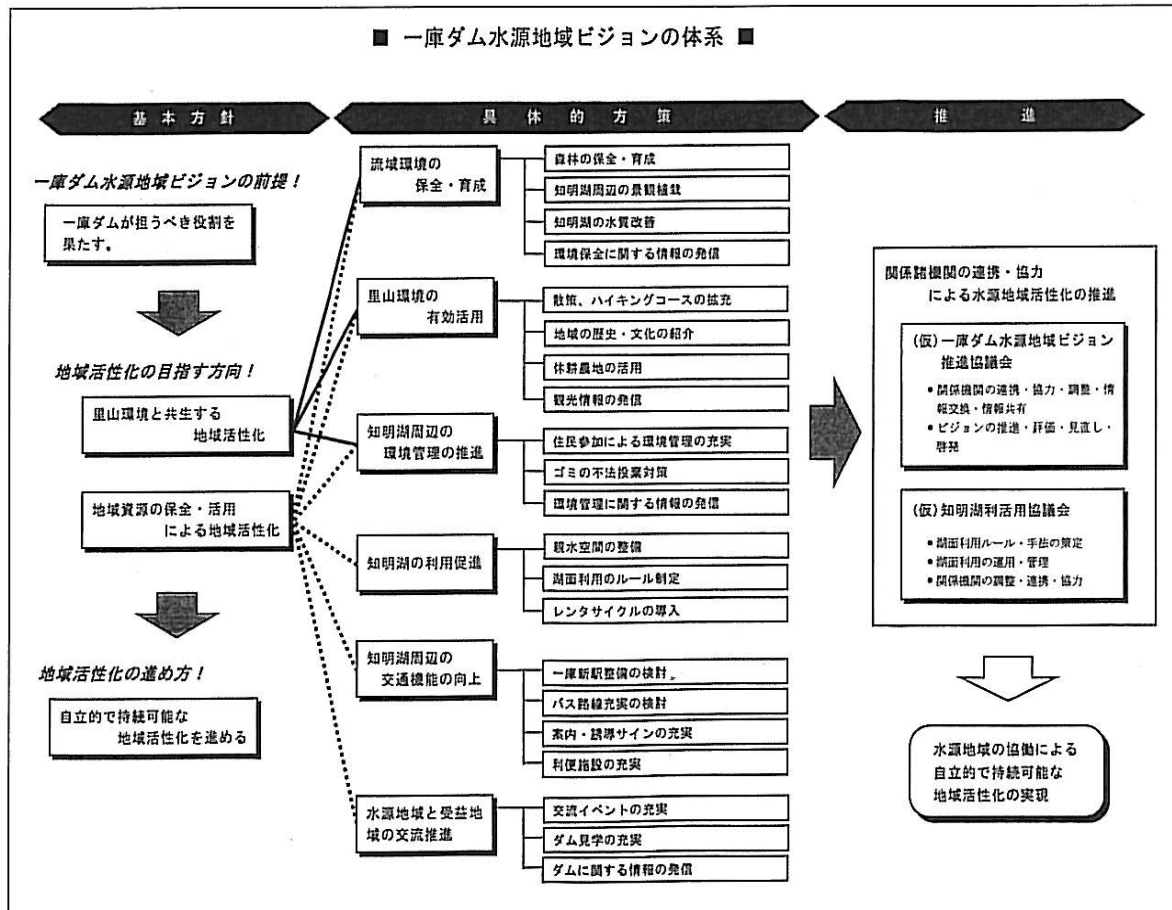 ■ 一庫ダム水源地域ビジョンの体系 ■
基本方針
具体的方策
推進
一庫ダム水源地域ビジョンの前提！
一庫ダムが担うべき役割を
果たす。
地域活性化の目指す方向！
里山環境と共生する
地域活性化
地域資源の保全・活用
による地域活性化
地域活性化の進め方！
自立的で持続可能な
地域活性化を進める
流域環境の
保全・育成
森林の保全・育成
知明湖周辺の景観植栽
知明湖の水質改善
環境保全に関する情報の発信
里山環境の
有効活用
散策、ハイキングコースの拡充
地域の歴史・文化の紹介
休耕農地の活用
観光情報の発信
知明湖周辺の
環境管理の推進
住民参加による環境管理の充実
ゴミの不法投棄対策
環境管理に関する情報の発信
知明湖の利用促進
親水空間の整備
湖面利用のルール制定
レンタサイクルの導入
知明湖周辺の
交通機能の向上
一庫新駅整備の検討
バス路線充実の検討
案内・誘導サインの充実
利便施設の充実
水源地域と受益地
域の交流推進
交流イベントの充実
ダム見学の充実
ダムに関する情報の発信
関係諸機関の連携・協力
による水源地域活性化の推進
(仮)一庫ダム水源地域ビジョン
推進協議会
●関係機関の連携・協力・調整・情
報交換・情報共有
●ビジョンの推進・評価・見直し・
啓発
(仮)知明湖利活用協議会
●湖面利用ルール・手法の策定
●湖面利用の運用・管理
●関係機関の調整・連携・協力
水源地域の協働による
自立的で持続可能な
地域活性化の実現